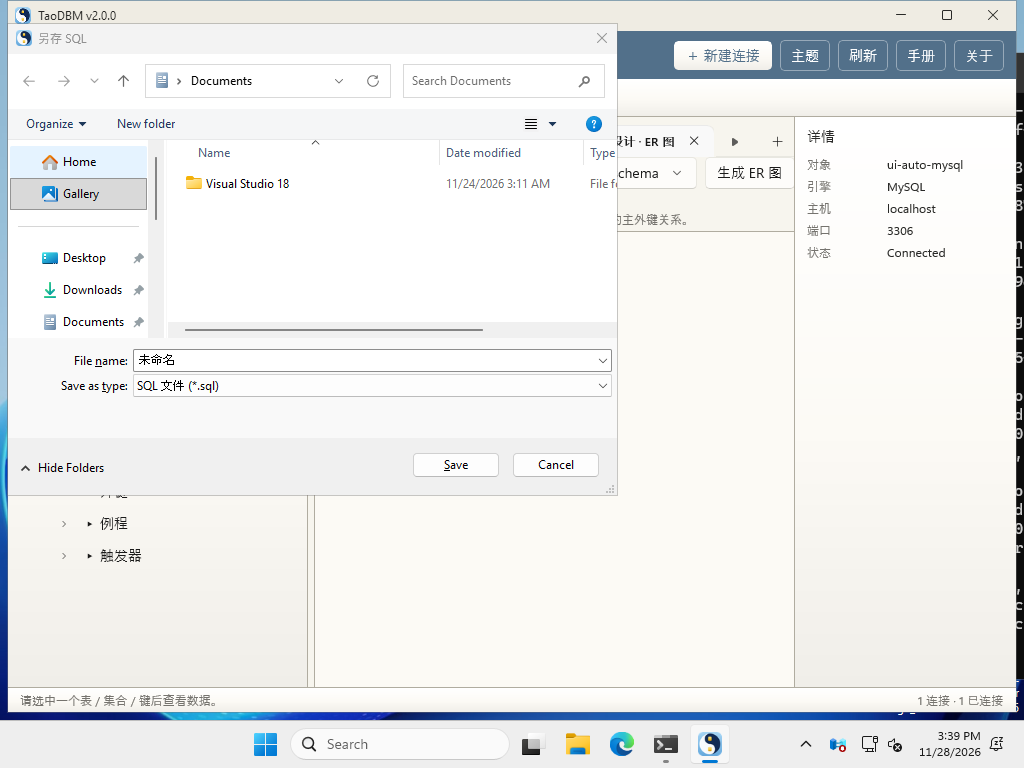 TaoDBM v2.0.0
另存 SQL
Documents
Search Documents
Organize
New folder
?
Name
Date modified
Type
Home
Gallery
Desktop
Downloads
Documents
Visual Studio 18
11/24/2026 3:11 AM
File f
File name:
未命名
Save as type:
SQL 文件 (*.sql)
Hide Folders
Save
Cancel
+ 新建连接
主题
刷新
手册
关于
设计 · ER 图
chema
生成 ER 图
的主外键关系。
详情
对象
ui-auto-mysql
引擎
MySQL
主机
localhost
端口
3306
状态
Connected
例程
触发器
请选中一个表 / 集合 / 键后查看数据。
1 连接 · 1 已连接
Search
3:39 PM
11/28/2026